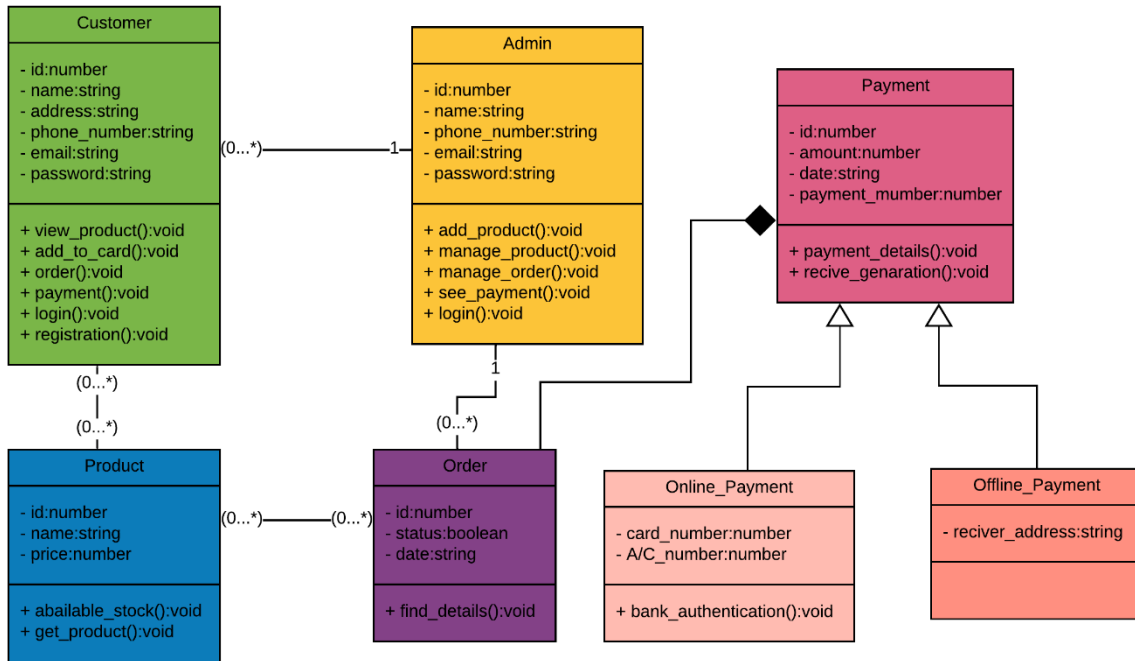 Customer
- id:number
- name:string
- address:string
- phone_number:string
- email:string
- password:string
+ view_product():void
+ add_to_card():void
+ order():void
+ payment():void
+ login():void
+ registration():void
(0...*)
1
Admin
- id:number
- name:string
- phone_number:string
- email:string
- password:string
+ add_product():void
+ manage_product():void
+ manage_order():void
+ see_payment():void
+ login():void
Payment
- id:number
- amount:number
- date:string
- payment_mumber:number
+ payment_details():void
+ recive_genaration():void
(0...*)
(0...*)
1
(0...*)
Product
- id:number
- name:string
- price:number
+ abailable_stock():void
+ get_product():void
(0...*)
(0...*)
Order
- id:number
- status:boolean
- date:string
+ find_details():void
Online_Payment
- card_number:number
- A/C_number:number
+ bank_authentication():void
Offline_Payment
- reciver_address:string